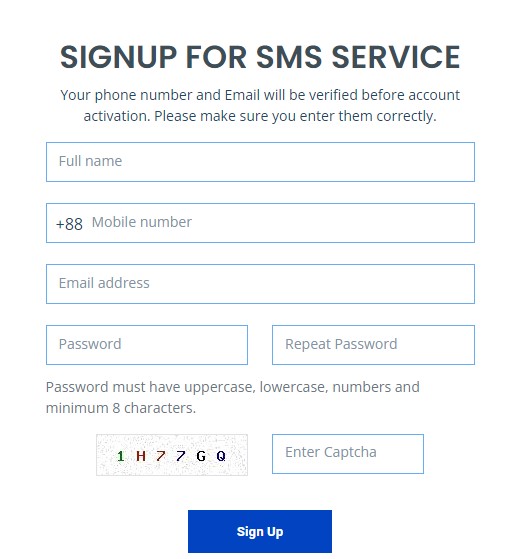 SIGNUP FOR SMS SERVICE
Your phone number and Email will be verified before account
activation. Please make sure you enter them correctly.
Full name
+88 Mobile number
Email address
Password Repeat Password
Password must have uppercase, lowercase, numbers and
minimum 8 characters.
1 H 7 7 G Q Enter Captcha
Sign Up